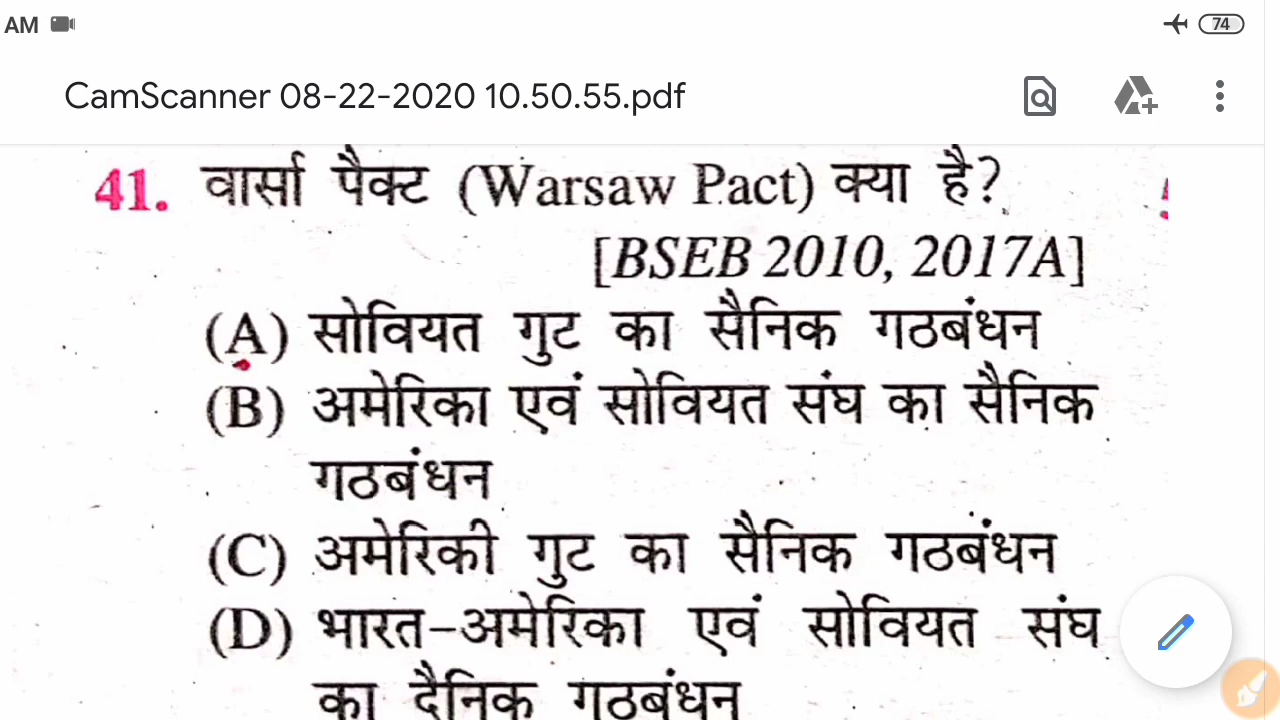 AM
74
CamScanner 08-22-2020 10.50.55.pdf
41. वार्सा पैक्ट (Warsaw Pact) क्या है?
[BSEB 2010, 2017A]
(A) सोवियत गुट का सैनिक गठबंधन
(B) अमेरिका एवं सोवियत संघ का सैनिक
गठबंधन
(C) अमेरिकी गुट का सैनिक गठबंधन
(D) भारत-अमेरिका एवं सोवियत संघ
का दैनिक गठबंधन